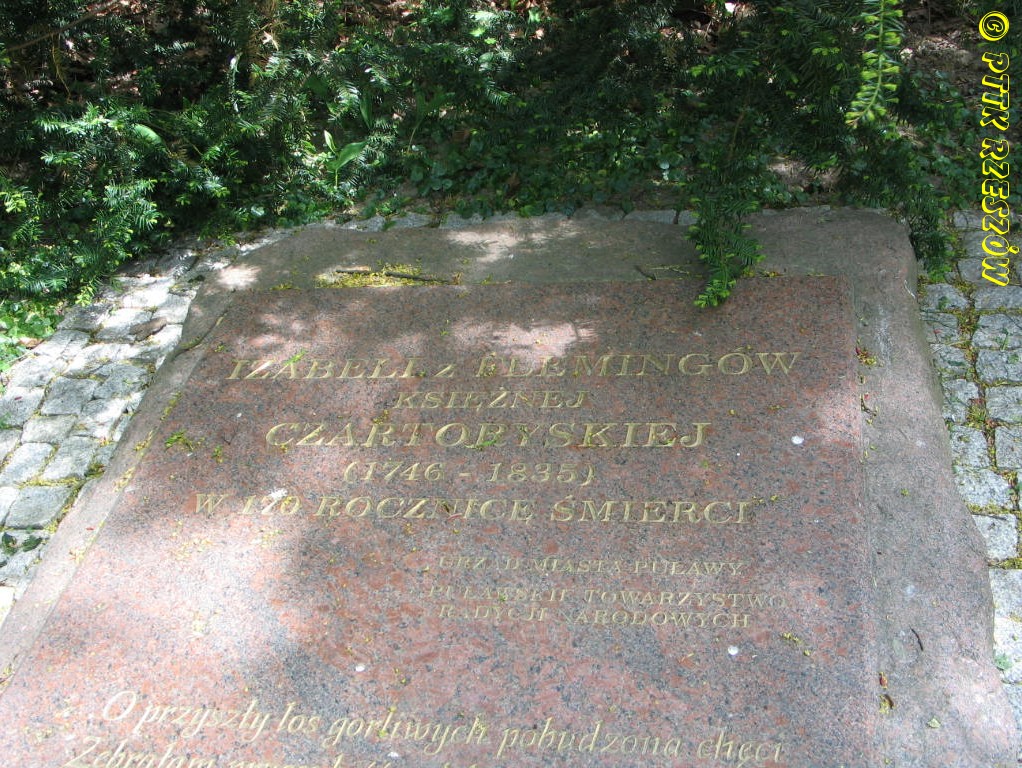 IZABELI z FLEMINGÓW
KSIĘŻNEJ
CZARTORYSKIEJ
(1746 - 1835)
W 170 ROCZNICĘ ŚMIERCI
URZĄD MIASTA PUŁAWY
PUŁAWSKIE TOWARZYSTWO
TRADYCJI NARODOWYCH
O przyszły los gorliwych pobudzona chęci
Zebrałam
© PTTK RZESZÓW